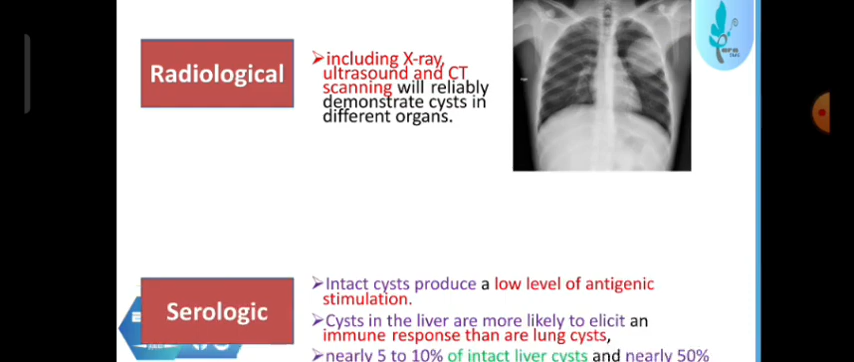 Radiological
➢including X-ray,
ultrasound and CT
scanning will reliably
demonstrate cysts in
different organs.
Serologic
➢Intact cysts produce a low level of antigenic
stimulation.
➢Cysts in the liver are more likely to elicit an
immune response than are lung cysts,
➢nearly 5 to 10% of intact liver cysts and nearly 50%